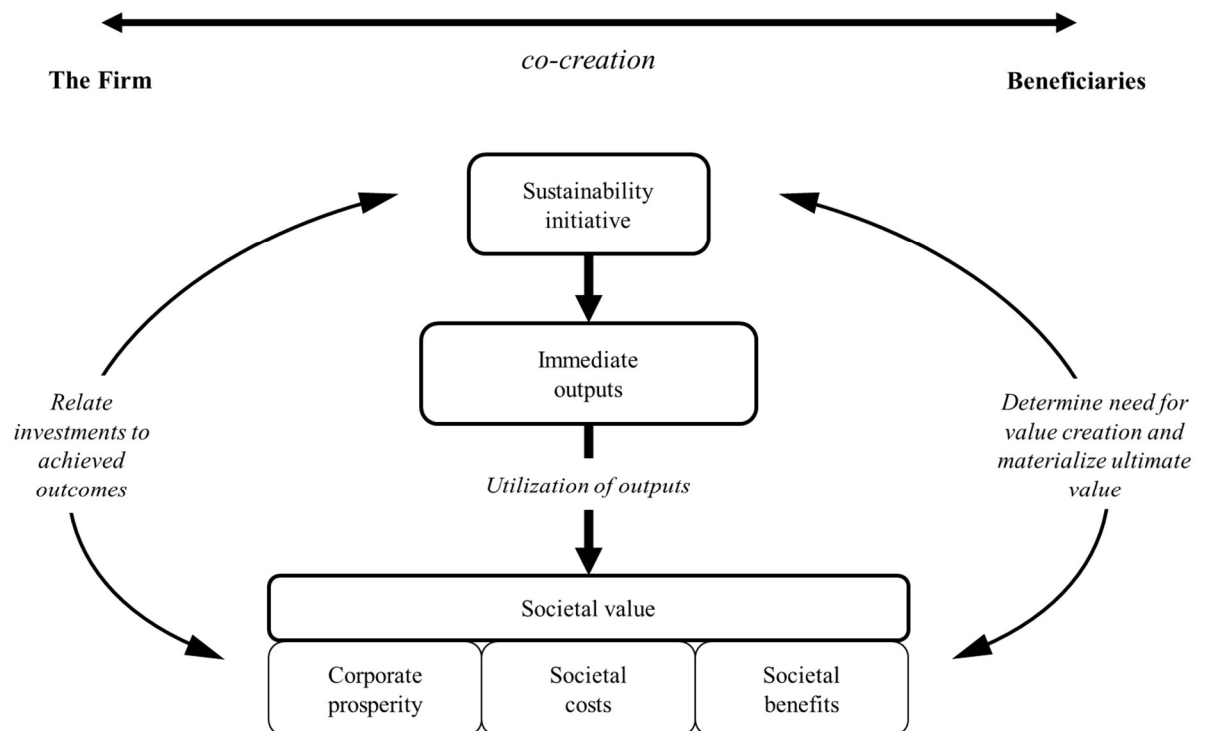 co-creation
The Firm
Beneficiaries
Sustainability
initiative
Immediate
outputs
Relate
investments to
achieved
outcomes
Determine need for
value creation and
materialize ultimate
value
Utilization of outputs
Societal value
Corporate
prosperity
Societal
costs
Societal
benefits